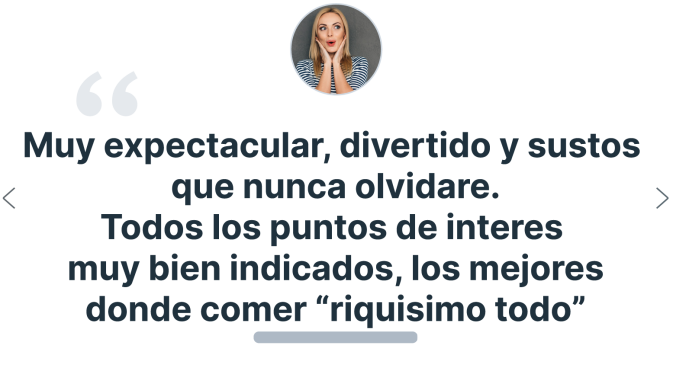 Muy expectacular, divertido y sustos
que nunca olvidare.
Todos los puntos de interes
muy bien indicados, los mejores
donde comer “riquisimo todo”